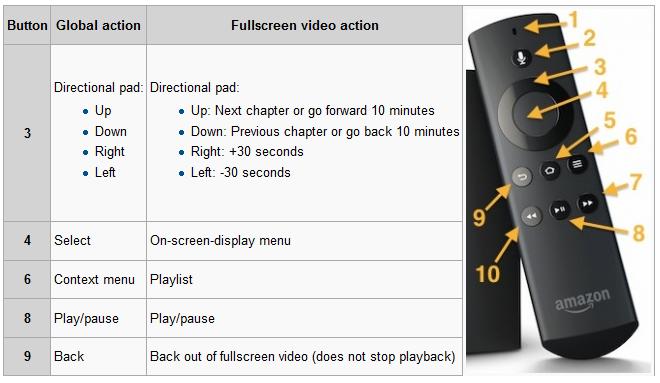 Button Global action Fullscreen video action
3
Directional pad:
Up
Down
Right
Left
Directional pad:
Up: Next chapter or go forward 10 minutes
Down: Previous chapter or go back 10 minutes
Right: +30 seconds
Left: -30 seconds
4 Select On-screen-display menu
6 Context menu Playlist
8 Play/pause Play/pause
9 Back Back out of fullscreen video (does not stop playback)
1
2
3
4
5
6
7
8
9
10
amazon